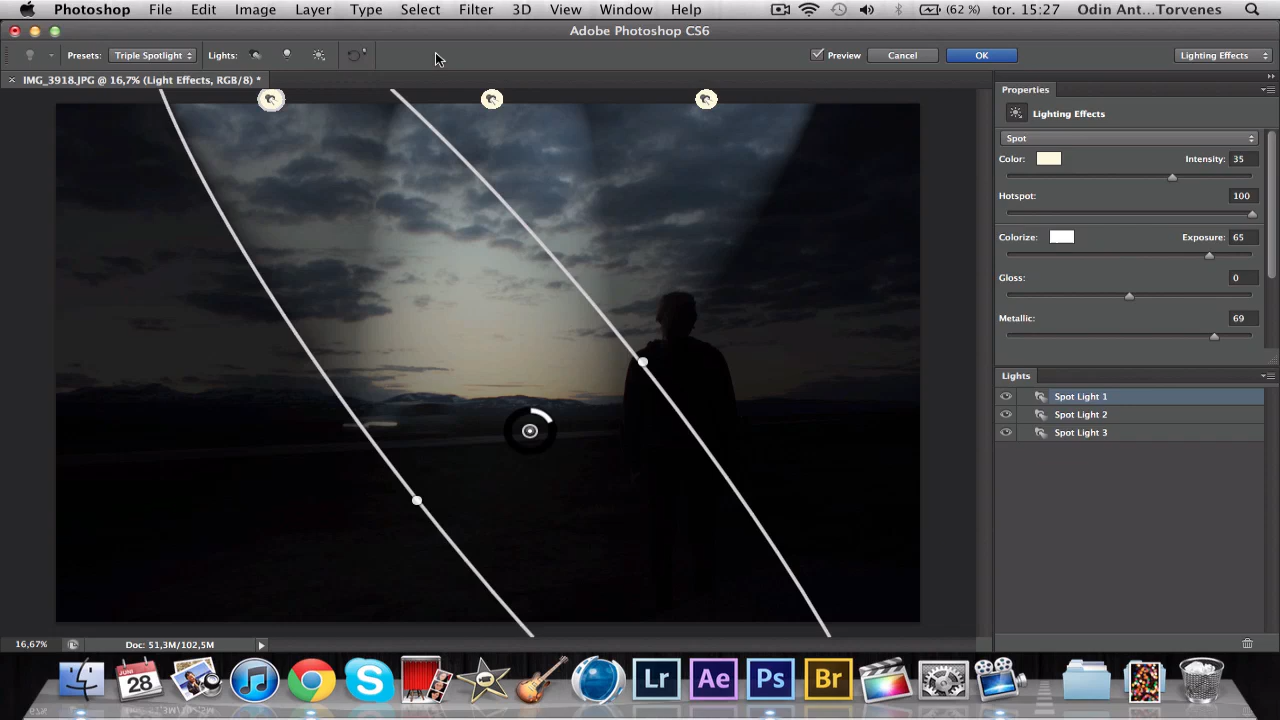 Photoshop File Edit Image Layer Type Select Filter 3D View Window Help (62 %) tor. 15:27 Odin Ant...Torvenes
Adobe Photoshop CS6
Presets: Triple Spotlight Lights: Preview Cancel OK Lighting Effects
× IMG_3918.JPG @ 16,7% (Light Effects, RGB/8) *
Properties
Lighting Effects
Spot
Color: Intensity: 35
Hotspot: 100
Colorize: Exposure: 65
Gloss: 0
Metallic: 69
Lights
Spot Light 1
Spot Light 2
Spot Light 3
16,67% Doc: 51,3M/102,5M
JUNI
28
Lr Ae Ps Br